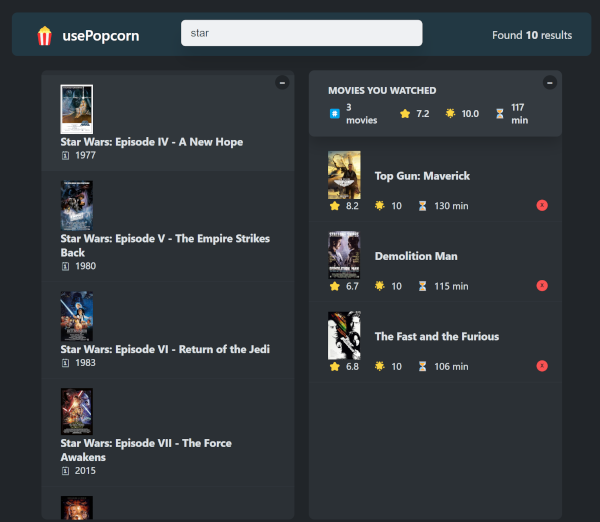 usePopcorn
star
Found 10 results
Star Wars: Episode IV - A New Hope
1977
Star Wars: Episode V - The Empire Strikes
Back
1980
Star Wars: Episode VI - Return of the Jedi
1983
Star Wars: Episode VII - The Force
Awakens
2015
MOVIES YOU WATCHED
# 3 movies 7.2 10.0 117 min
Top Gun: Maverick
8.2 10 130 min X
Demolition Man
DEMOLITION MAN
6.7 10 115 min X
The Fast and the Furious
6.8 10 106 min X